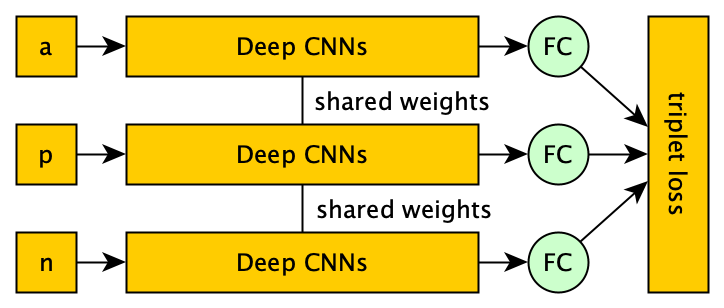 a
Deep CNNs
FC
shared weights
p
Deep CNNs
FC
triplet loss
shared weights
n
Deep CNNs
FC